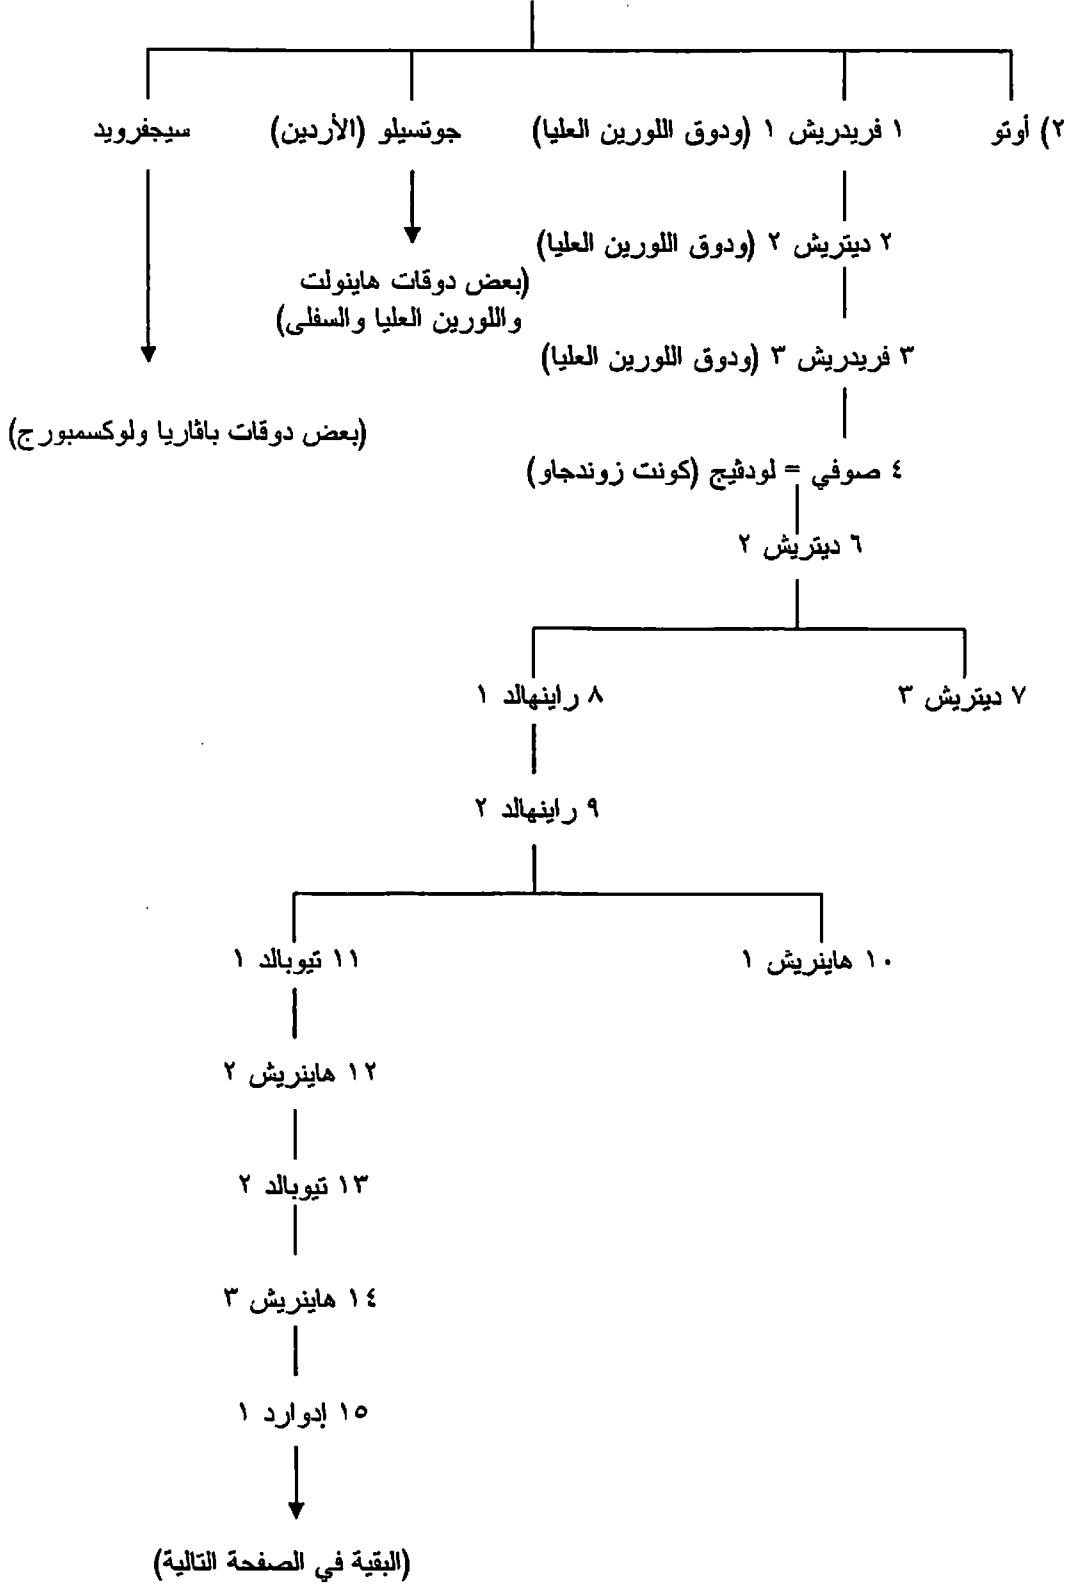 ٢) أوتو
١ فريدريش ١ (ودوق اللورين العليا)
جوتسيلو (الأردين)
سيجفرويد
٢ ديتريش ٢ (ودوق اللورين العليا)
(بعض دوقات هاينولت
واللورين العليا والسفلى)
٣ فريدريش ٣ (ودوق اللورين العليا)
(بعض دوقات باڤاريا ولوكسمبورج)
٤ صوفي = لودڤيج (كونت زوندجاو)
٦ ديتريش ٢
٧ ديتريش ٣
٨ راينهالد ١
٩ راينهالد ٢
١٠ هاينريش ١
١١ تيوبالد ١
١٢ هاينريش ٢
١٣ تيوبالد ٢
١٤ هاينريش ٣
١٥ إدوارد ١
(البقية في الصفحة التالية)